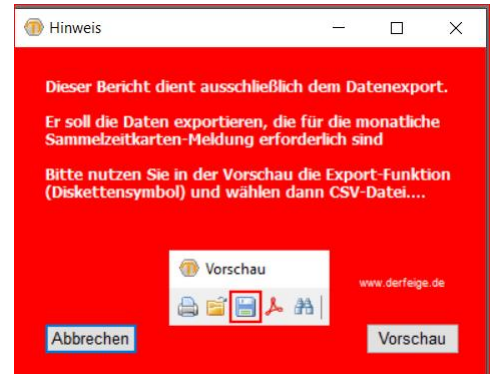 Hinweis
Dieser Bericht dient ausschließlich dem Datenexport.
Er soll die Daten exportieren, die für die monatliche
Sammelzeitkarten-Meldung erforderlich sind
Bitte nutzen Sie in der Vorschau die Export-Funktion
(Diskettensymbol) und wählen dann CSV-Datei....
Vorschau
www.derfeige.de
Abbrechen
Vorschau